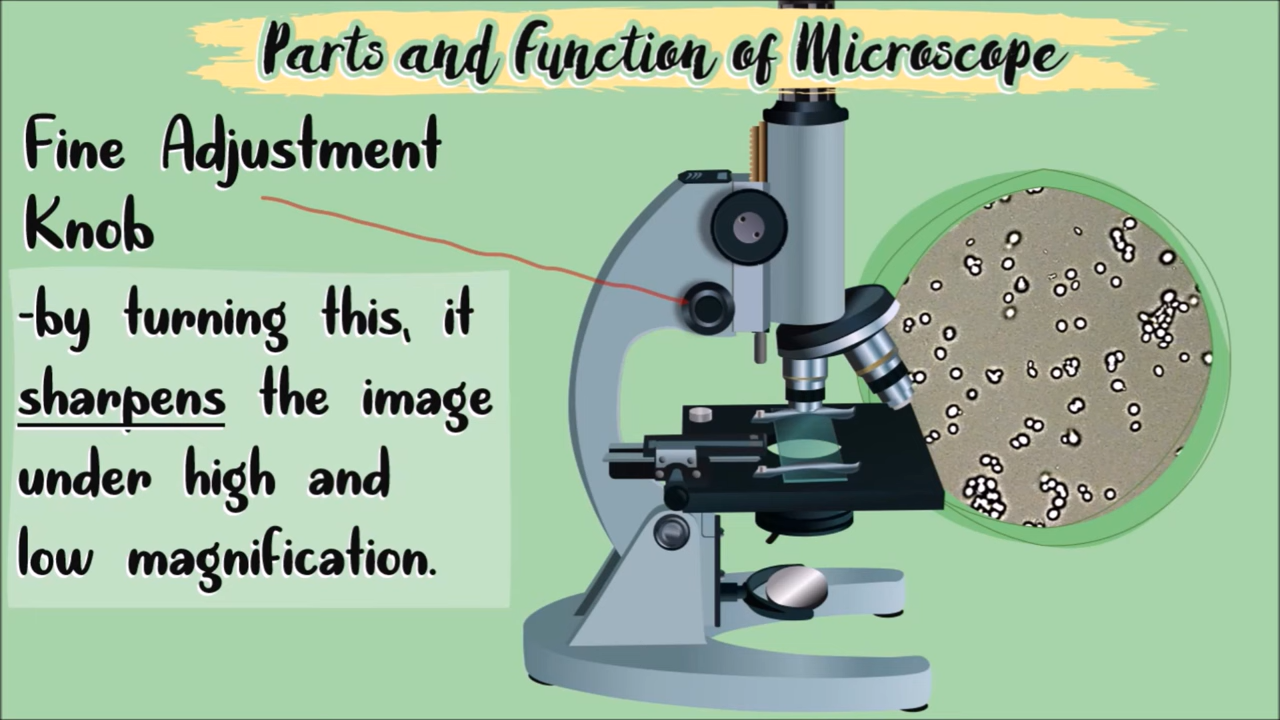 Parts and Function of Microscope
Fine Adjustment
Knob
-by turning this, it
sharpens the image
under high and
low magnification.